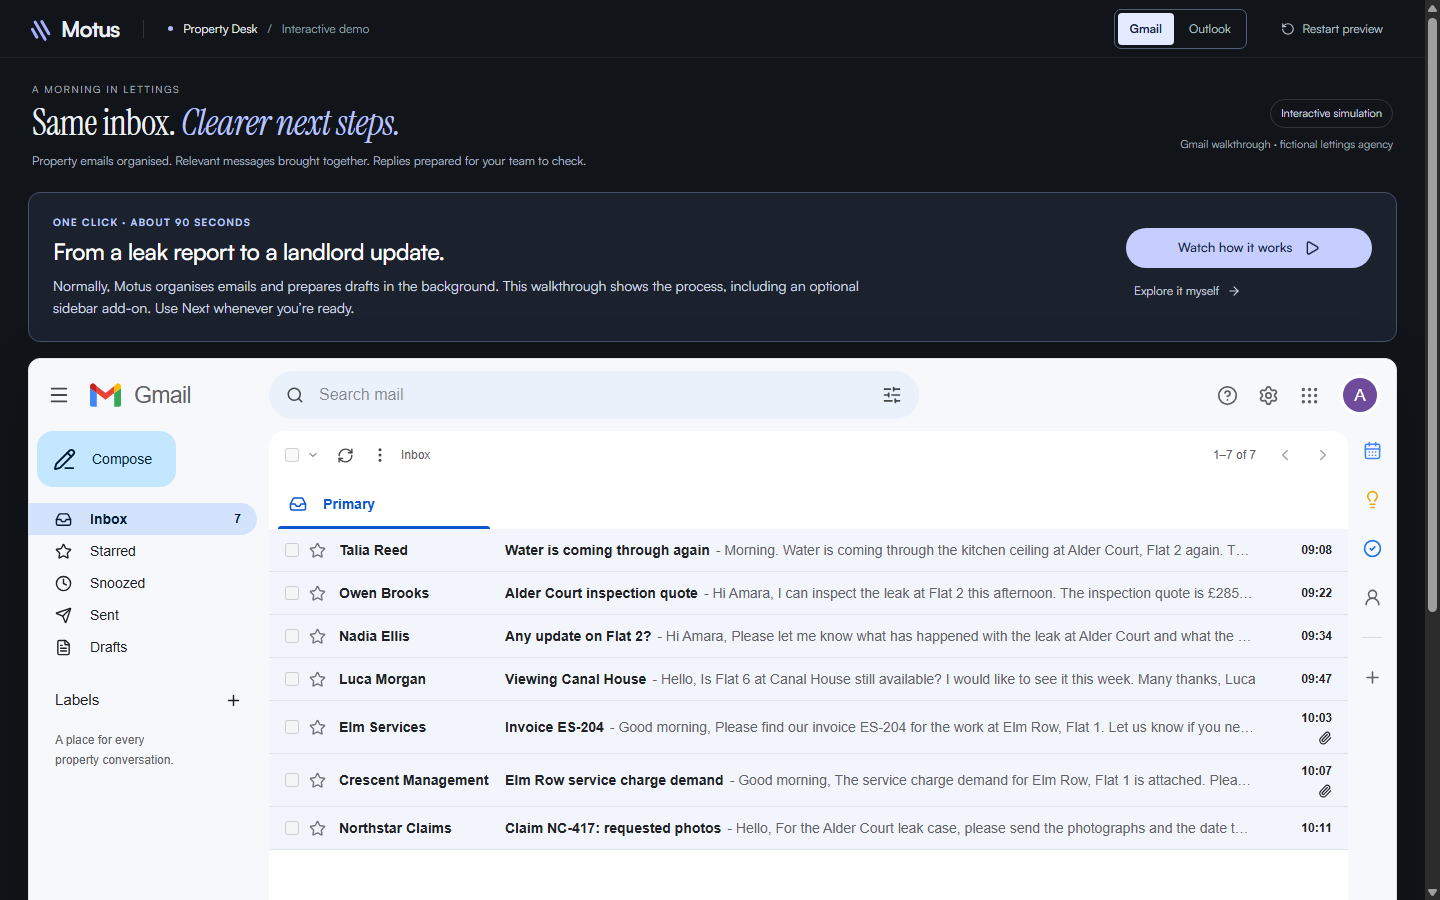 Motus
Property Desk / Interactive demo
Gmail Outlook
Restart preview
A MORNING IN LETTINGS
Same inbox. Clearer next steps.
Property emails organised. Relevant messages brought together. Replies prepared for your team to check.
Interactive simulation
Gmail walkthrough · fictional lettings agency
ONE CLICK · ABOUT 90 SECONDS
From a leak report to a landlord update.
Normally, Motus organises emails and prepares drafts in the background. This walkthrough shows the process, including an optional
sidebar add-on. Use Next whenever you’re ready.
Watch how it works
Explore it myself
Gmail
Search mail
A
Compose
Inbox 7
Starred
Snoozed
Sent
Drafts
Labels
A place for every
property conversation.
Inbox
1–7 of 7
Primary
Talia Reed Water is coming through again - Morning. Water is coming through the kitchen ceiling at Alder Court, Flat 2 again. T… 09:08
Owen Brooks Alder Court inspection quote - Hi Amara, I can inspect the leak at Flat 2 this afternoon. The inspection quote is £285… 09:22
Nadia Ellis Any update on Flat 2? - Hi Amara, Please let me know what has happened with the leak at Alder Court and what the … 09:34
Luca Morgan Viewing Canal House - Hello, Is Flat 6 at Canal House still available? I would like to see it this week. Many thanks, Luca 09:47
Elm Services Invoice ES-204 - Good morning, Please find our invoice ES-204 for the work at Elm Row, Flat 1. Let us know if you ne… 10:03
Crescent Management Elm Row service charge demand - Good morning, The service charge demand for Elm Row, Flat 1 is attached. Plea… 10:07
Northstar Claims Claim NC-417: requested photos - Hello, For the Alder Court leak case, please send the photographs and the date t… 10:11